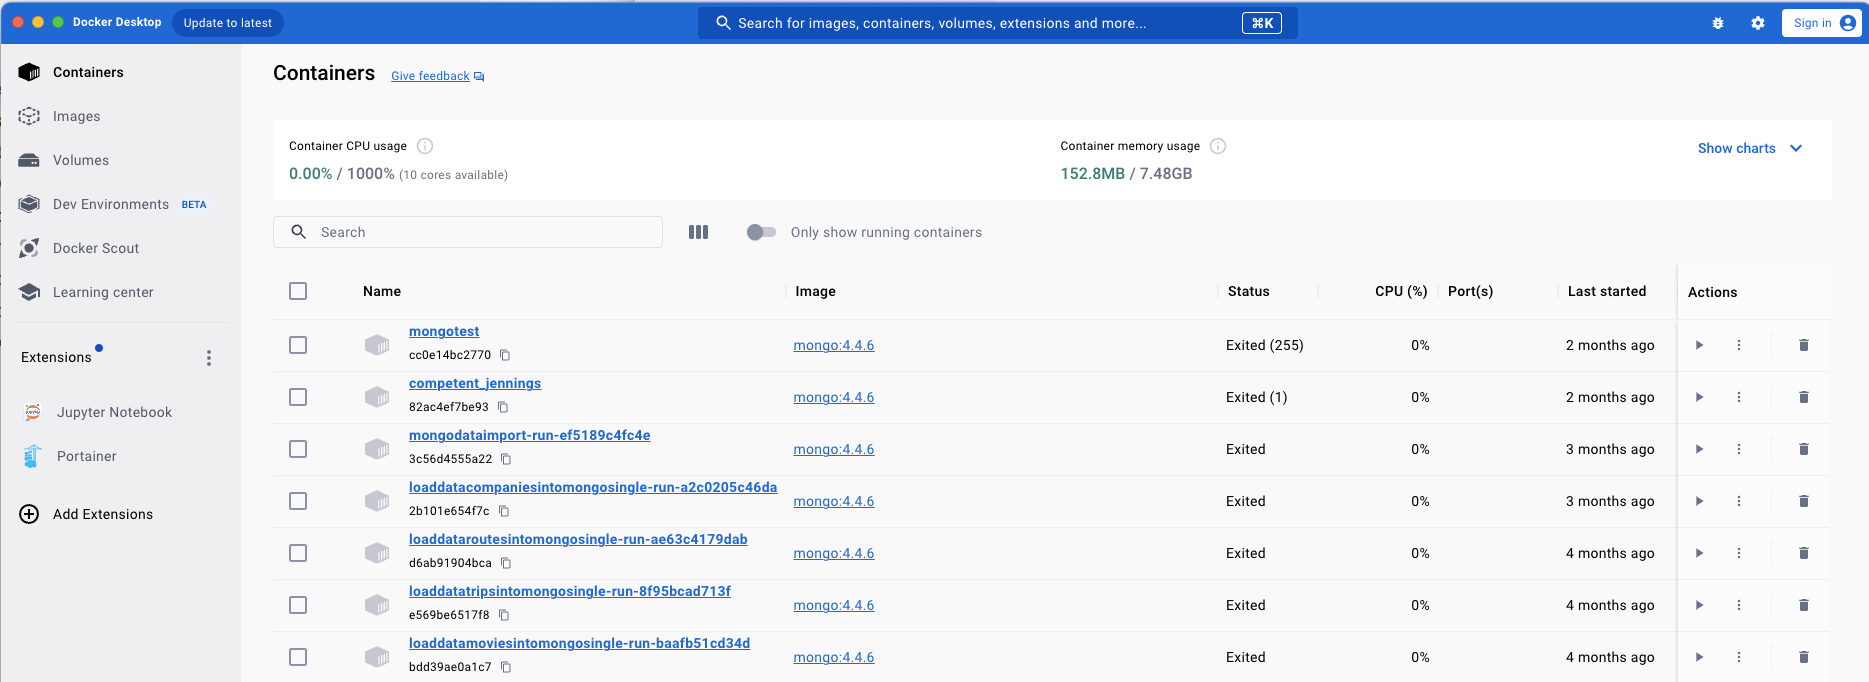 Docker Desktop Update to latest Search for images, containers, volumes, extensions and more... ⌘K Sign in
Containers
Images
Volumes
Dev Environments BETA
Docker Scout
Learning center
Extensions
Jupyter Notebook
Portainer
Add Extensions
Containers Give feedback
Container CPU usage
0.00% / 1000% (10 cores available)
Container memory usage
152.8MB / 7.48GB
Show charts
Search Only show running containers
Name Image Status CPU (%) Port(s) Last started Actions
mongotest
cc0e14bc2770
mongo:4.4.6 Exited (255) 0% 2 months ago
competent_jennings
82ac4ef7be93
mongo:4.4.6 Exited (1) 0% 2 months ago
mongodataimport-run-ef5189c4fc4e
3c56d4555a22
mongo:4.4.6 Exited 0% 3 months ago
loaddatacompaniesintomongosingle-run-a2c0205c46da
2b101e654f7c
mongo:4.4.6 Exited 0% 3 months ago
loaddataroutesintomongosingle-run-ae63c4179dab
d6ab91904bca
mongo:4.4.6 Exited 0% 4 months ago
loaddatatripsintomongosingle-run-8f95bcad713f
e569be6517f8
mongo:4.4.6 Exited 0% 4 months ago
loaddatamoviesintomongosingle-run-baafb51cd34d
bdd39ae0a1c7
mongo:4.4.6 Exited 0% 4 months ago